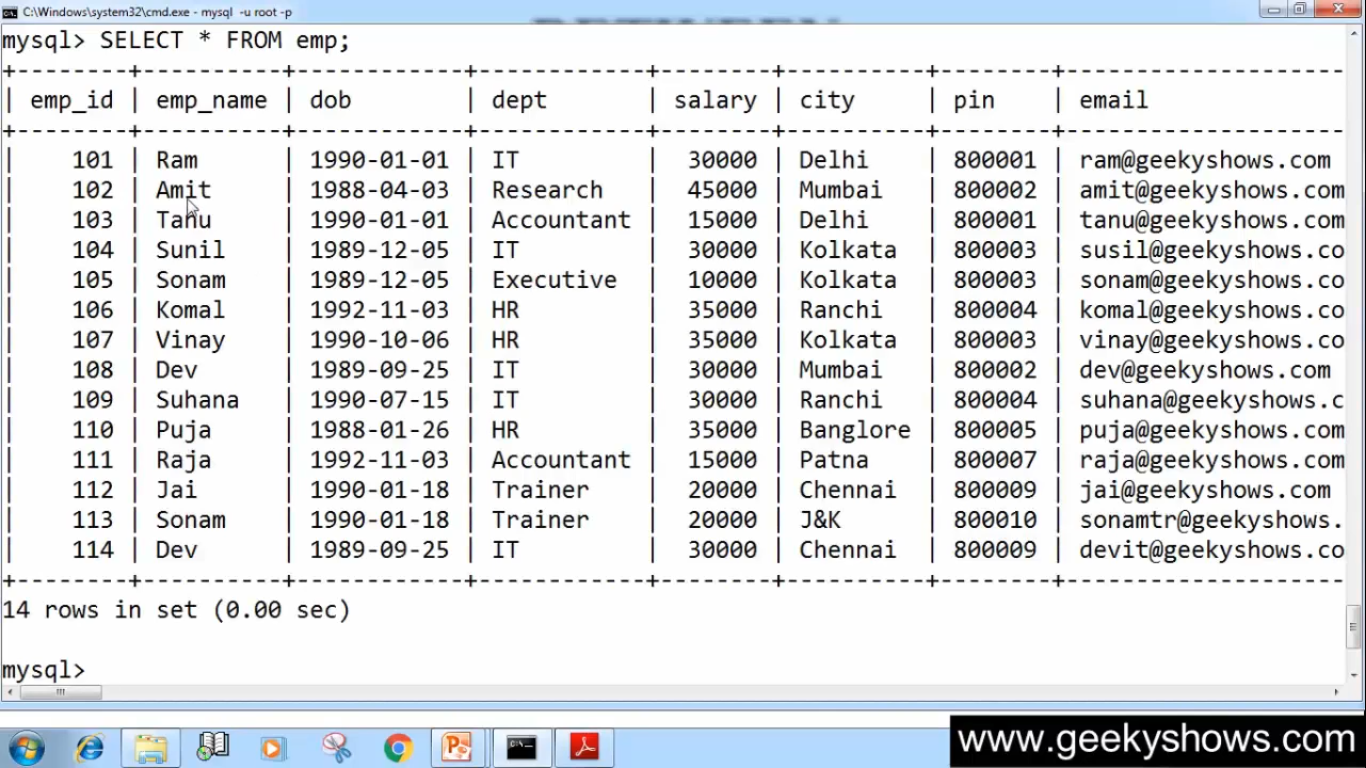 C:\Windows\system32\cmd.exe - mysql -u root -p
mysql> SELECT * FROM emp;
+--------+----------+-------------+------------+--------+----------+--------+--------------------
| emp_id | emp_name | dob | dept | salary | city | pin | email
+--------+----------+-------------+------------+--------+----------+--------+--------------------
| 101 | Ram | 1990-01-01 | IT | 30000 | Delhi | 800001 | ram@geekyshows.com
| 102 | Amit | 1988-04-03 | Research | 45000 | Mumbai | 800002 | amit@geekyshows.com
| 103 | Tanu | 1990-01-01 | Accountant | 15000 | Delhi | 800001 | tanu@geekyshows.com
| 104 | Sunil | 1989-12-05 | IT | 30000 | Kolkata | 800003 | susil@geekyshows.co
| 105 | Sonam | 1989-12-05 | Executive | 10000 | Kolkata | 800003 | sonam@geekyshows.co
| 106 | Komal | 1992-11-03 | HR | 35000 | Ranchi | 800004 | komal@geekyshows.co
| 107 | Vinay | 1990-10-06 | HR | 35000 | Kolkata | 800003 | vinay@geekyshows.co
| 108 | Dev | 1989-09-25 | IT | 30000 | Mumbai | 800002 | dev@geekyshows.com
| 109 | Suhana | 1990-07-15 | IT | 30000 | Ranchi | 800004 | suhana@geekyshows.c
| 110 | Puja | 1988-01-26 | HR | 35000 | Banglore | 800005 | puja@geekyshows.com
| 111 | Raja | 1992-11-03 | Accountant | 15000 | Patna | 800007 | raja@geekyshows.com
| 112 | Jai | 1990-01-18 | Trainer | 20000 | Chennai | 800009 | jai@geekyshows.com
| 113 | Sonam | 1990-01-18 | Trainer | 20000 | J&K | 800010 | sonamtr@geekyshows.
| 114 | Dev | 1989-09-25 | IT | 30000 | Chennai | 800009 | devit@geekyshows.co
+--------+----------+-------------+------------+--------+----------+--------+--------------------
14 rows in set (0.00 sec)
mysql>
www.geekyshows.com